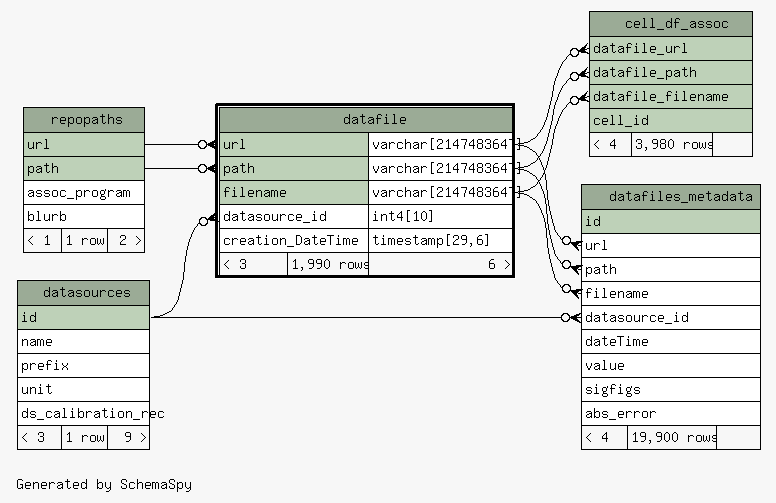 cell_df_assoc
datafile_url
datafile_path
datafile_filename
cell_id
< 4 3,980 rows
repopaths
url
path
assoc_program
blurb
< 1 1 row 2 >
datafile
url varchar[214748364
path varchar[214748364
filename varchar[214748364
datasource_id int4[10]
creation_DateTime timestamp[29,6]
< 3 1,990 rows 6 >
datafiles_metadata
id
url
path
filename
datasource_id
dateTime
value
sigfigs
abs_error
< 4 19,900 rows
datasources
id
name
prefix
unit
ds_calibration_rec
< 3 1 row 9 >
Generated by SchemaSpy